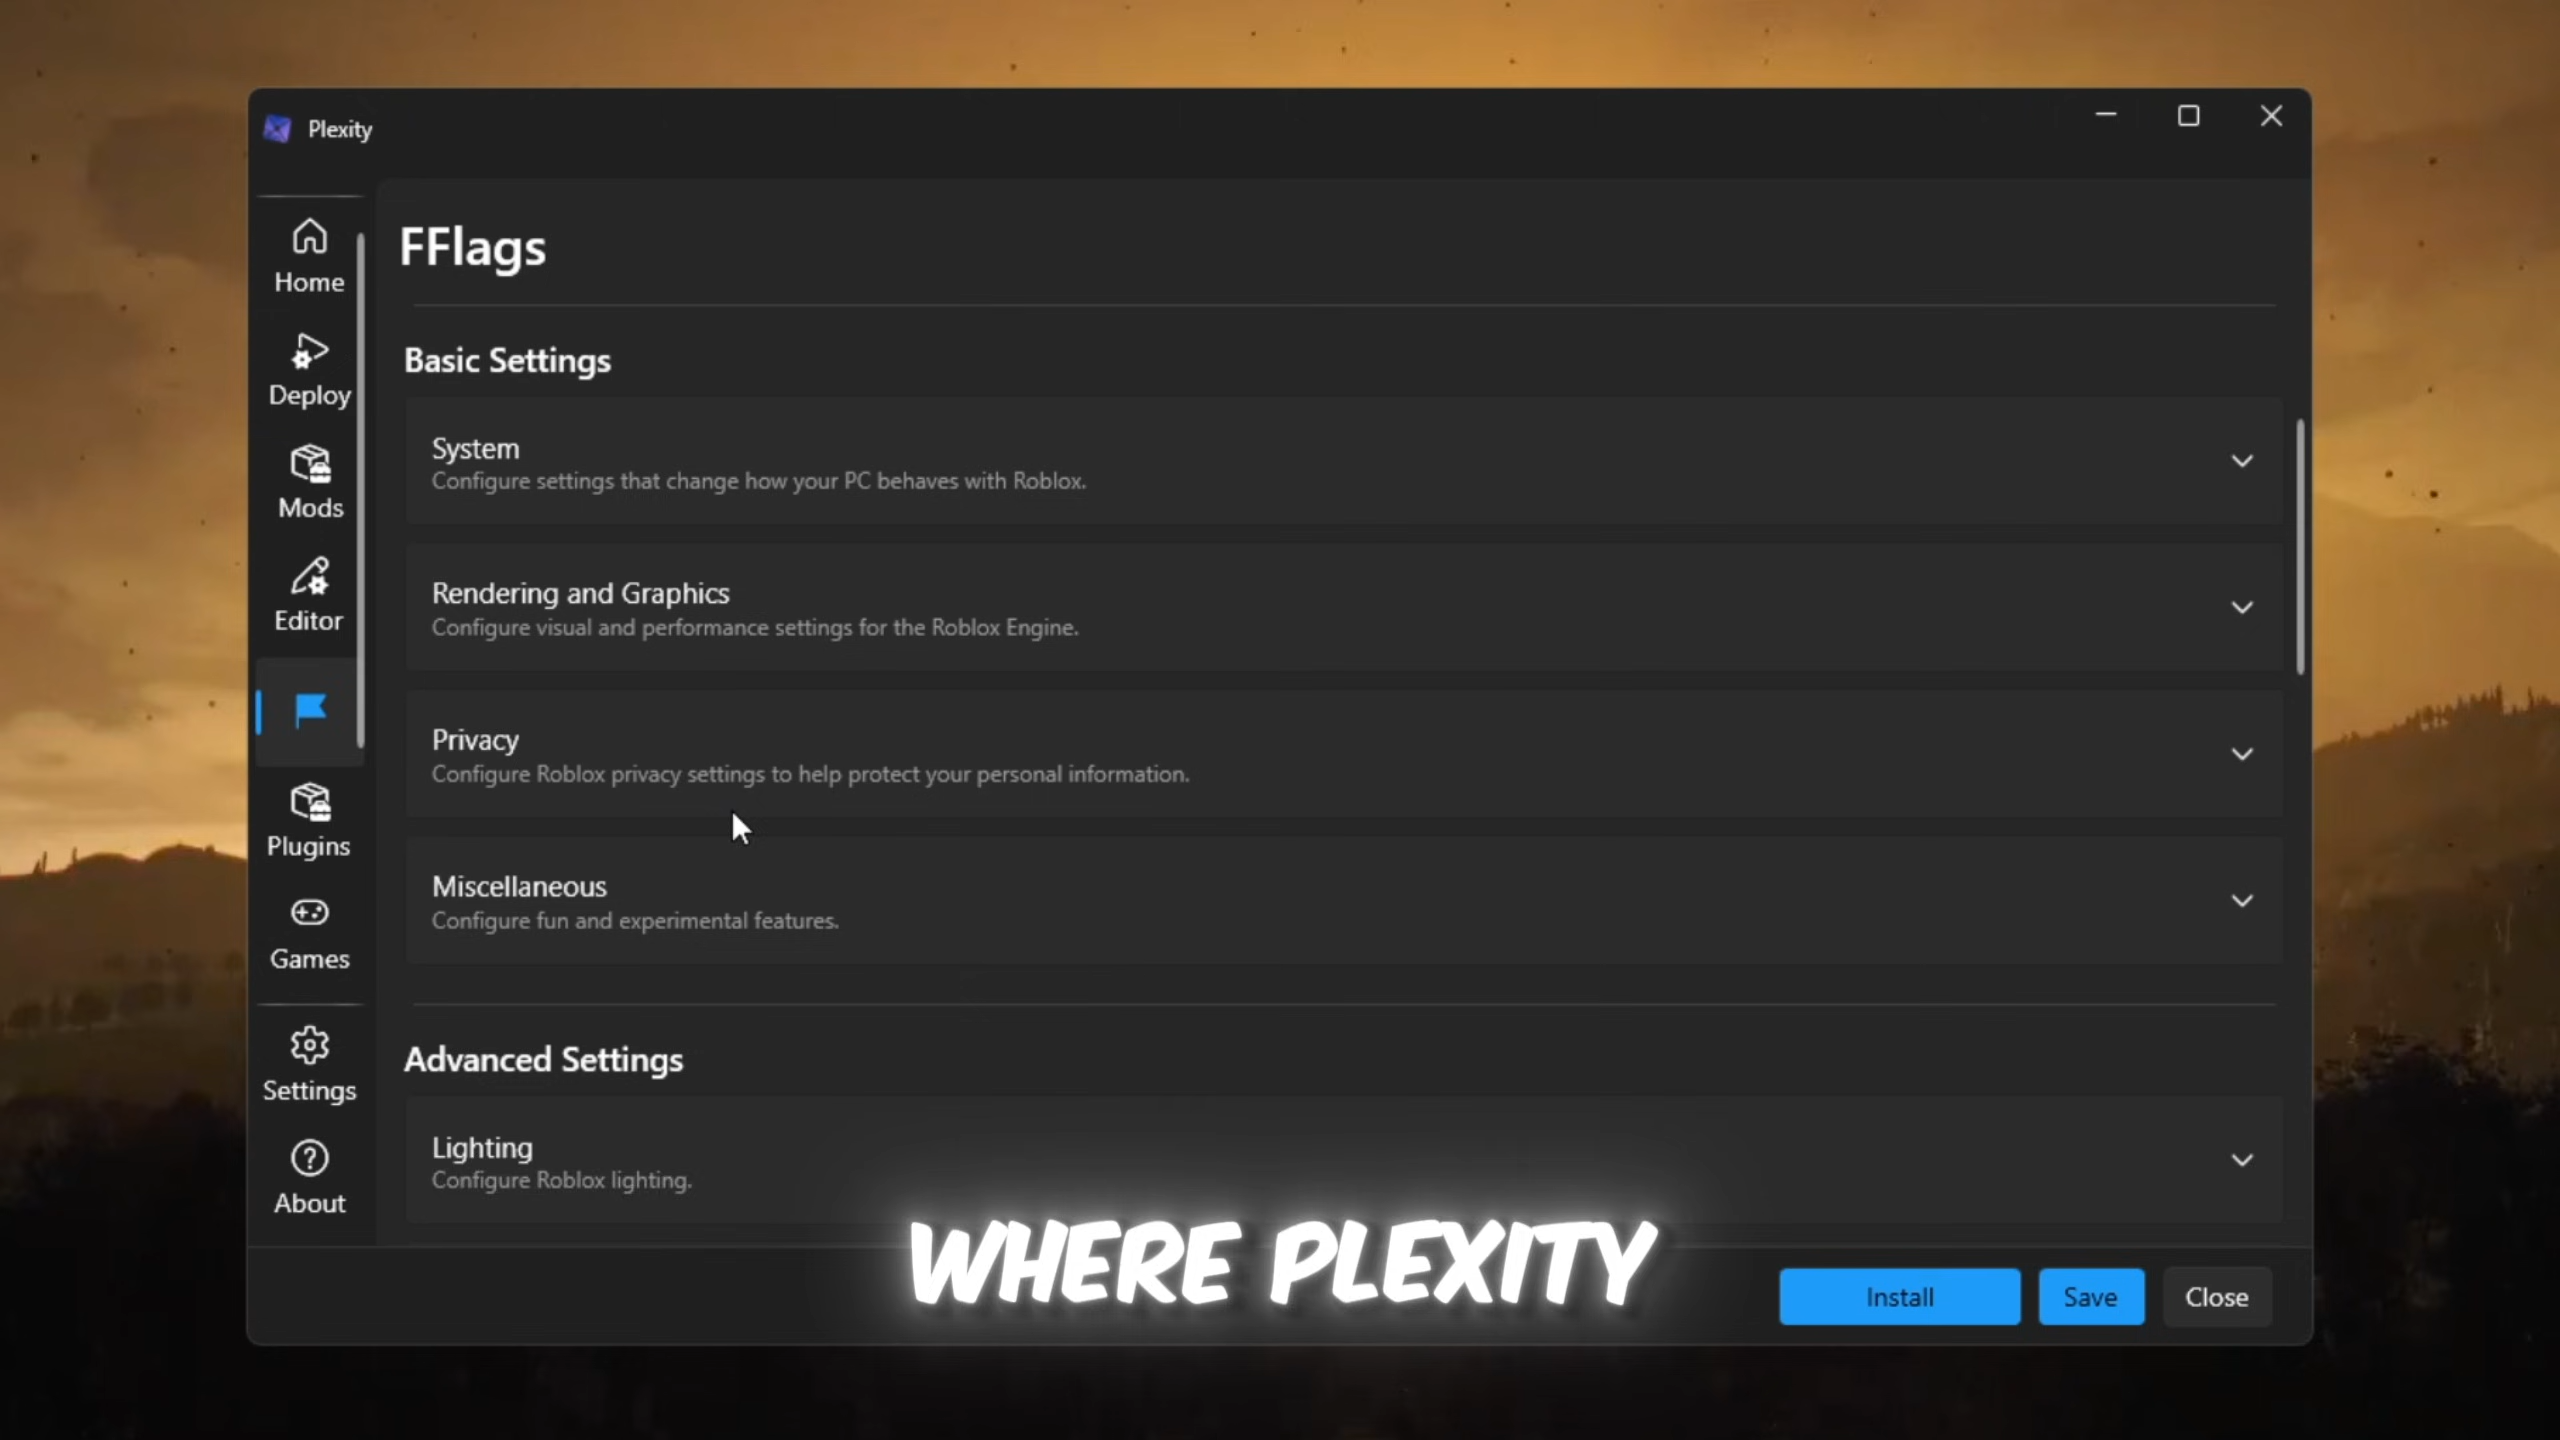 Plexity
Home
Deploy
Mods
Editor
Plugins
Games
Settings
About
FFlags
Basic Settings
System
Configure settings that change how your PC behaves with Roblox.
Rendering and Graphics
Configure visual and performance settings for the Roblox Engine.
Privacy
Configure Roblox privacy settings to help protect your personal information.
Miscellaneous
Configure fun and experimental features.
Advanced Settings
Lighting
Configure Roblox lighting.
WHERE PLEXITY
Install
Save
Close